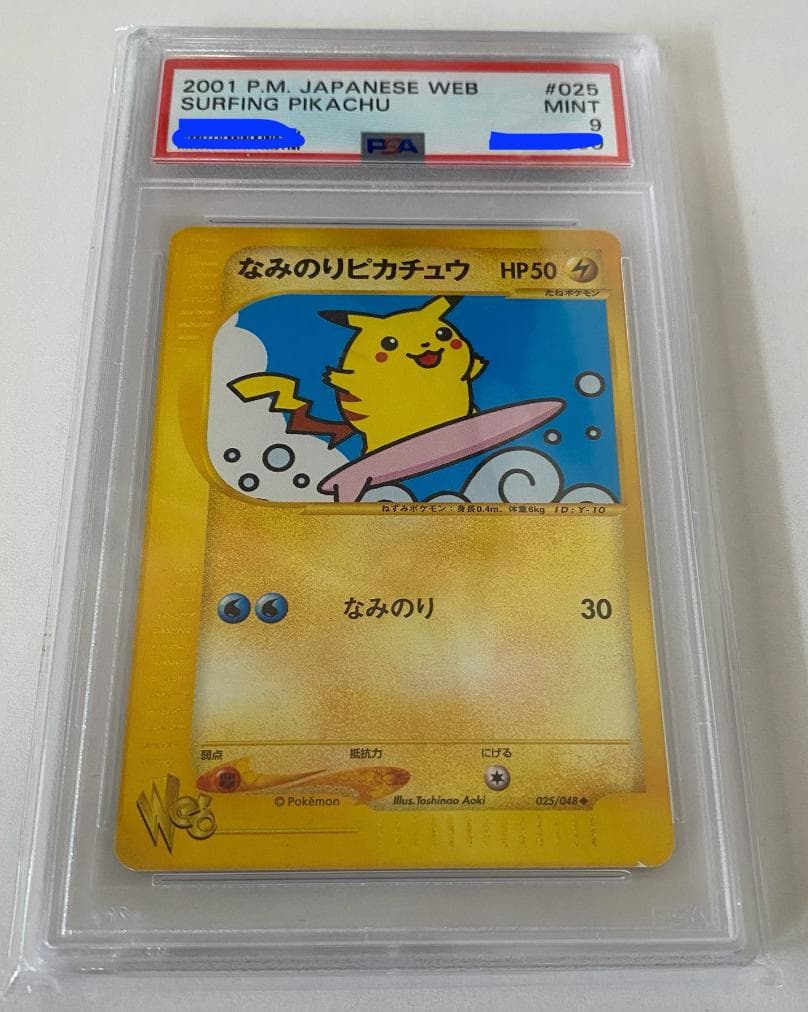 2001 P.M. JAPANESE WEB #025
SURFING PIKACHU MINT
9
PSA
なみのりピカチュウ HP50
たねポケモン
ねずみポケモン：身長0.4m、体重6kg ID:Y-10
なみのり 30
弱点 抵抗力 にげる
©Pokémon Illus.Toshinao Aoki 025/048◆
Web